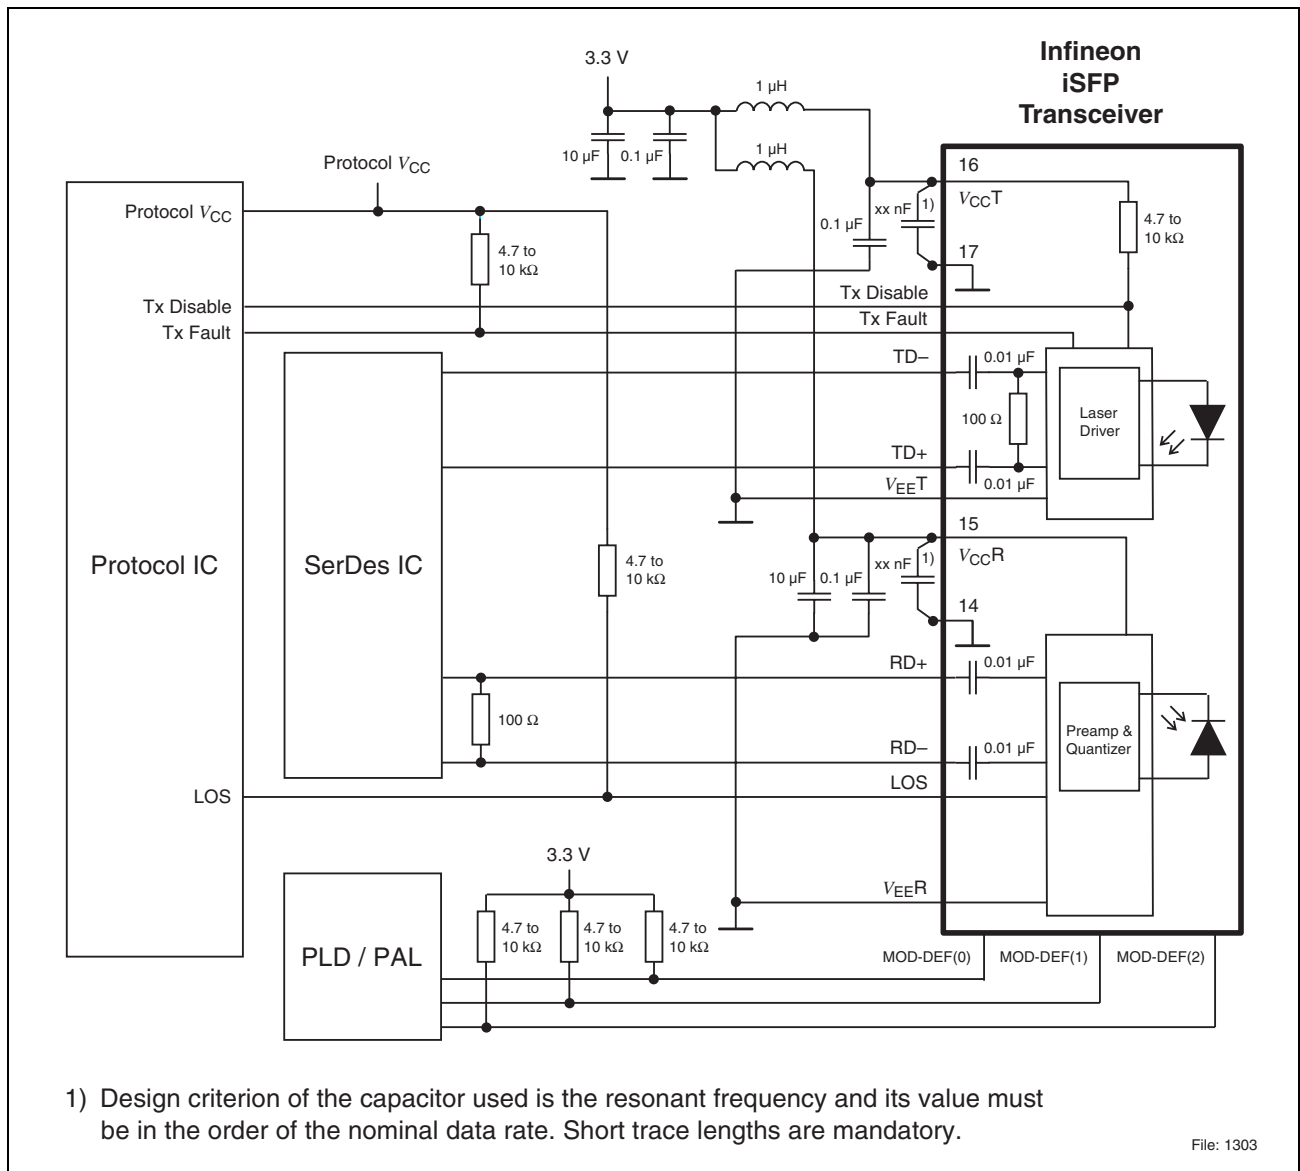 Infineon
iSFP
Transceiver
3.3 V
1 µH
10 µF
0.1 µF
1 µH
Protocol VCC
16
VCCT
Protocol VCC
4.7 to
10 kΩ
0.1 µF
xx nF
1)
4.7 to
10 kΩ
17
Tx Disable
Tx Disable
Tx Fault
Tx Fault
TD–
0.01 µF
100 Ω
Laser
Driver
TD+
0.01 µF
VEET
15
VCCR
Protocol IC
SerDes IC
4.7 to
10 kΩ
10 µF
0.1 µF
xx nF
1)
14
RD+
0.01 µF
100 Ω
Preamp &
Quantizer
RD–
0.01 µF
LOS
LOS
3.3 V
VEER
PLD / PAL
4.7 to
10 kΩ
4.7 to
10 kΩ
4.7 to
10 kΩ
MOD-DEF(0)
MOD-DEF(1)
MOD-DEF(2)
1) Design criterion of the capacitor used is the resonant frequency and its value must
be in the order of the nominal data rate. Short trace lengths are mandatory.
File: 1303